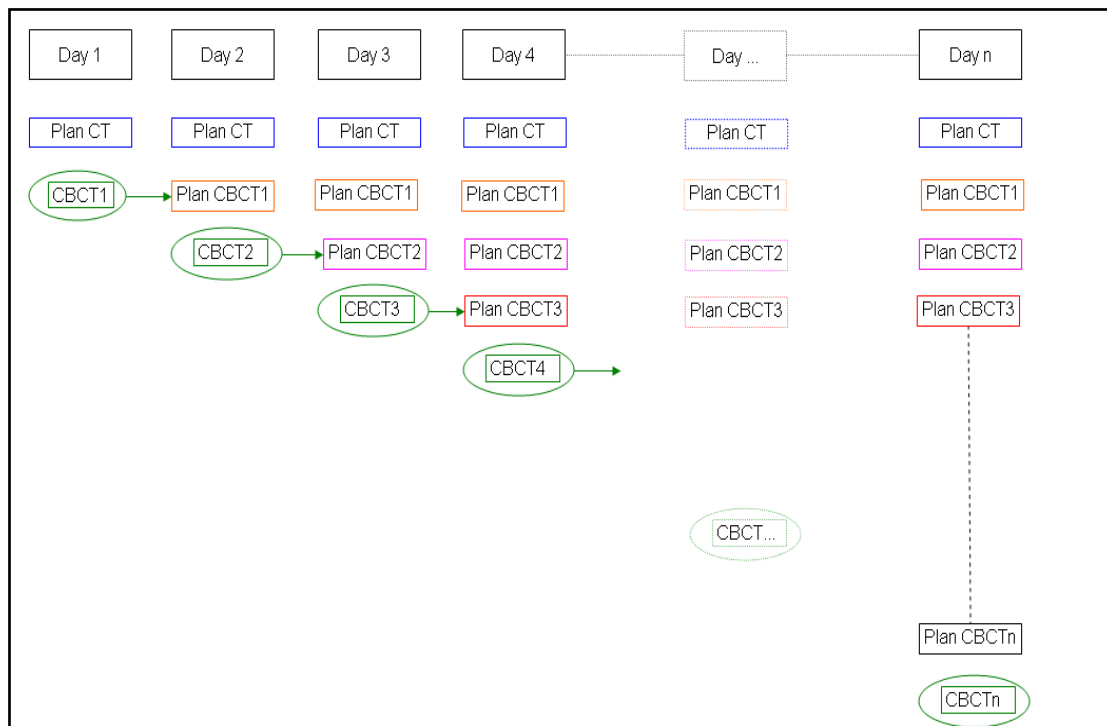 Day 1 Day 2 Day 3 Day 4 Day ... Day n
Plan CT Plan CT Plan CT Plan CT Plan CT Plan CT
CBCT1 Plan CBCT1 Plan CBCT1 Plan CBCT1 Plan CBCT1 Plan CBCT1
CBCT2 Plan CBCT2 Plan CBCT2 Plan CBCT2 Plan CBCT2
CBCT3 Plan CBCT3 Plan CBCT3 Plan CBCT3
CBCT4
CBCT...
Plan CBCTn
CBCTn